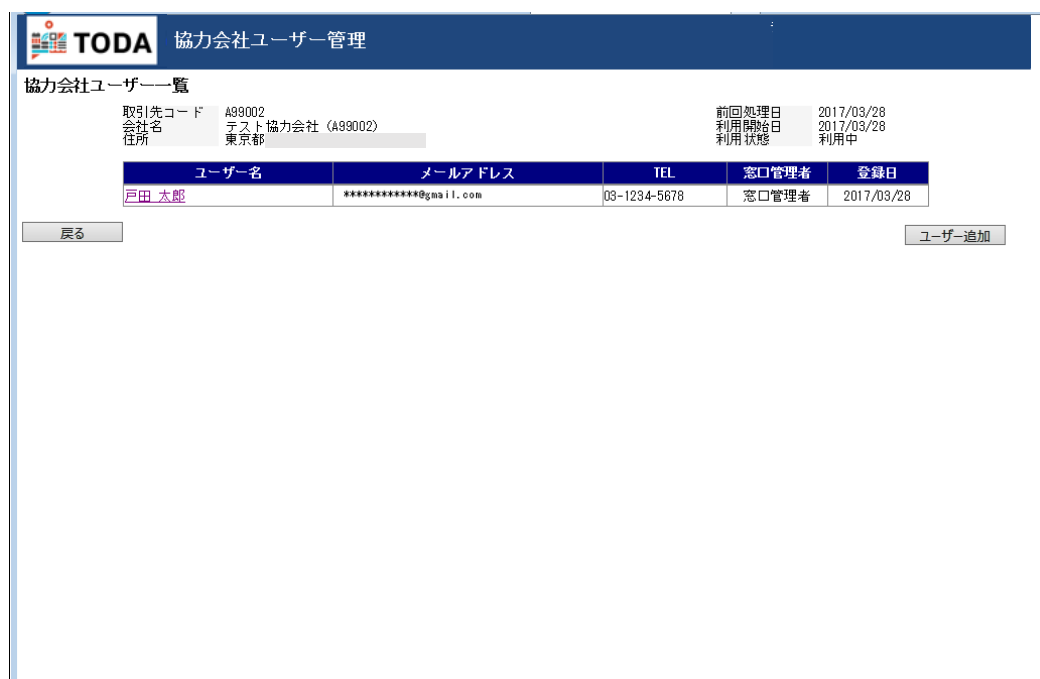 TODA 協力会社ユーザー管理
協力会社ユーザー一覧
取引先コード A99002 前回処理日 2017/03/28
会社名 テスト協力会社（A99002） 利用開始日 2017/03/28
住所 東京都 利用状態 利用中
ユーザー名 メールアドレス TEL 窓口管理者 登録日
戸田 太郎 ************@gmail.com 03-1234-5678 窓口管理者 2017/03/28
戻る ユーザー追加